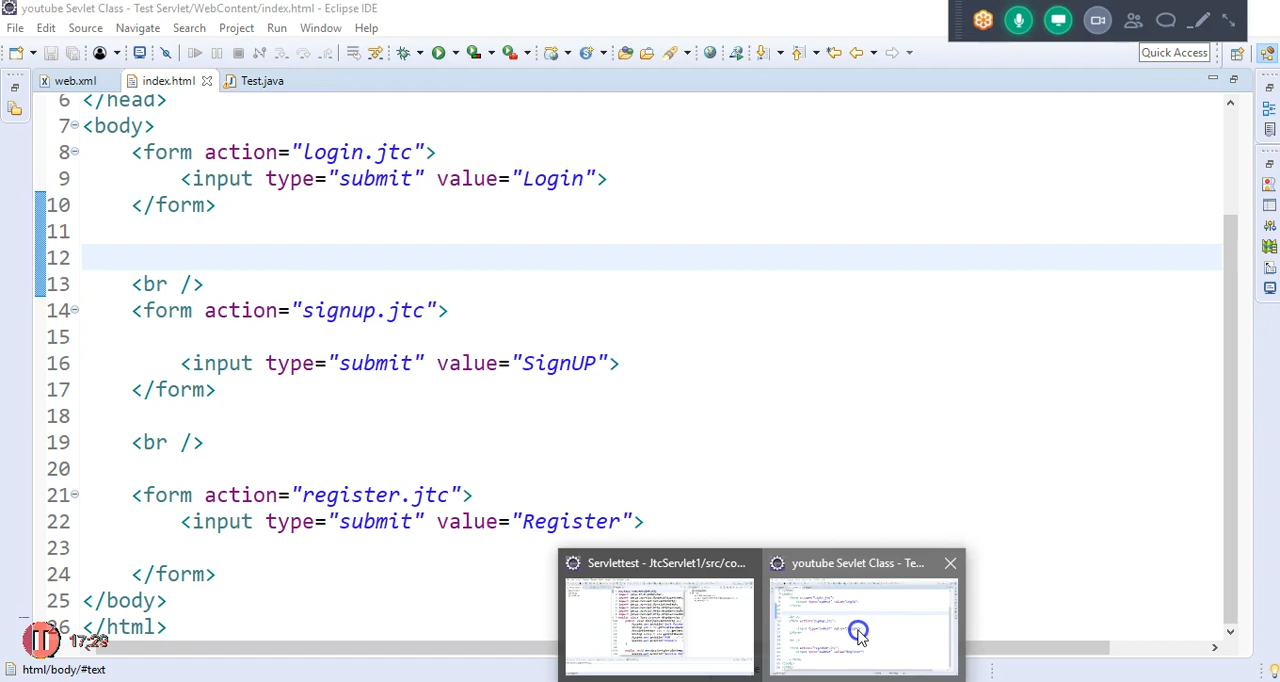 youtube Sevlet Class - Test Servlet/WebContent/index.html - Eclipse IDE
File Edit Source Navigate Search Project Run Window Help
Quick Access
web.xml index.html Test.java
6 </head>
7 <body>
8 <form action="login.jtc">
9 <input type="submit" value="Login">
10 </form>
11
12
13 <br />
14 <form action="signup.jtc">
15
16 <input type="submit" value="SignUP">
17 </form>
18
19 <br />
20
21 <form action="register.jtc">
22 <input type="submit" value="Register">
23
24 </form>
25 </body>
26 </html>
Servlettest - JtcServlet1/src/co...
youtube Sevlet Class - Te...
html/body/#text